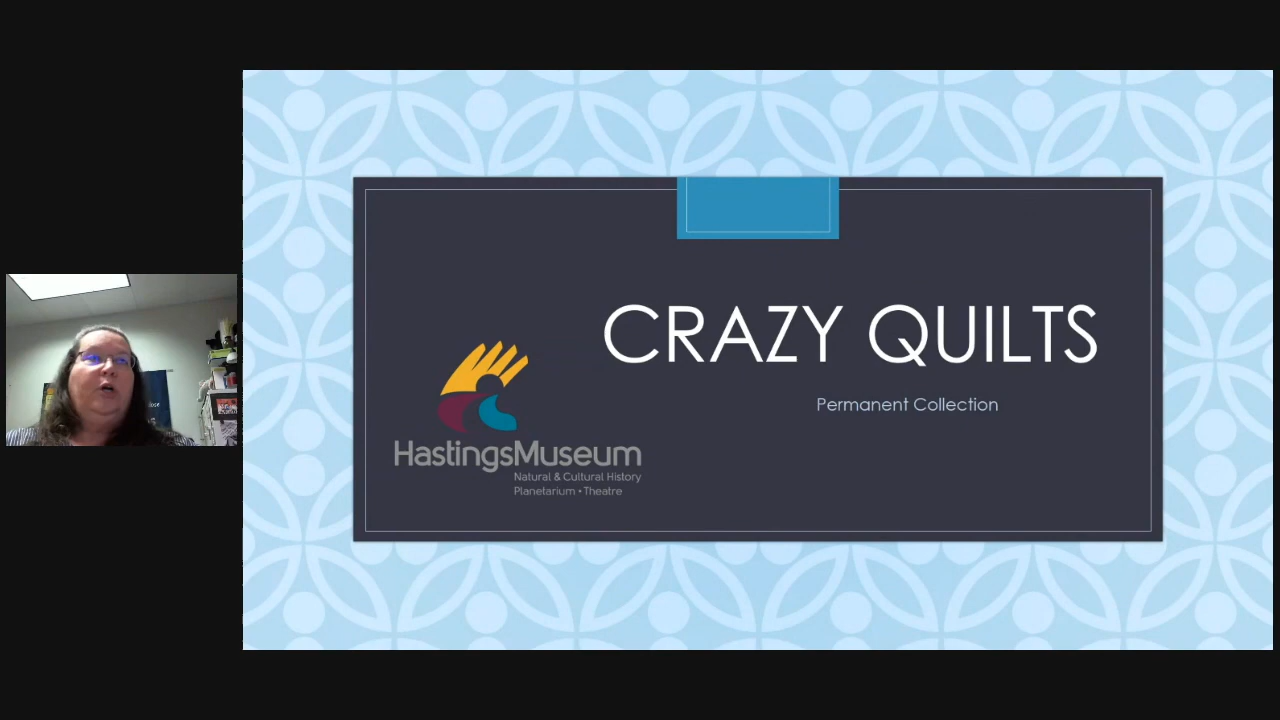 CRAZY QUILTS
Permanent Collection
HastingsMuseum
Natural & Cultural History
Planetarium • Theatre